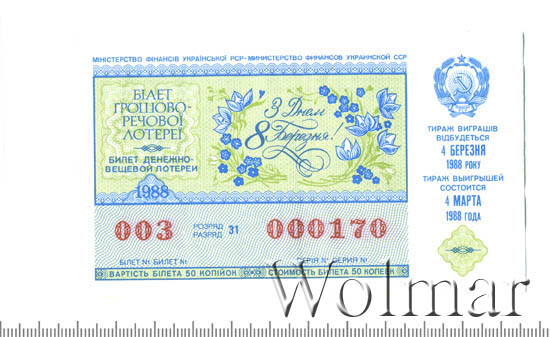 МІНІСТЕРСТВО ФІНАНСІВ УКРАЇНСЬКОЇ РСР-МИНИСТЕРСТВО ФИНАНСОВ УКРАИНСКОЙ ССР
БІЛЕТ
ГРОШОВО-
РЕЧОВОЇ
ЛОТЕРЕЇ
БИЛЕТ ДЕНЕЖНО-
ВЕЩЕВОЙ ЛОТЕРЕИ
1988
З Днем
8 Березня!
003
РОЗРЯД
РАЗРЯД 31
000170
БІЛЕТ № БИЛЕТ №
СЕРІЯ № СЕРИЯ №
ВАРТІСТЬ БІЛЕТА 50 КОПІЙОК
СТОИМОСТЬ БИЛЕТА 50 КОПЕЕК
ТИРАЖ ВИГРАШІВ
ВІДБУДЕТЬСЯ
4 БЕРЕЗНЯ
1988 РОКУ
ТИРАЖ ВЫИГРЫШЕЙ
СОСТОИТСЯ
4 МАРТА
1988 ГОДА
Wolmar